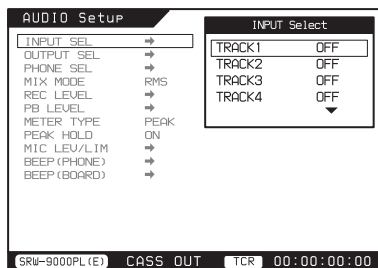 AUDIO Setup
INPUT SEL ➡
OUTPUT SEL ➡
PHONE SEL ➡
MIX MODE RMS
REC LEVEL ➡
PB LEVEL ➡
METER TYPE PEAK
PEAK HOLD ON
MIC LEV/LIM ➡
BEEP(PHONE) ➡
BEEP(BOARD) ➡
INPUT Select
TRACK1 OFF
TRACK2 OFF
TRACK3 OFF
TRACK4 OFF
SRW-9000PL(E) CASS OUT TCR 00:00:00:00